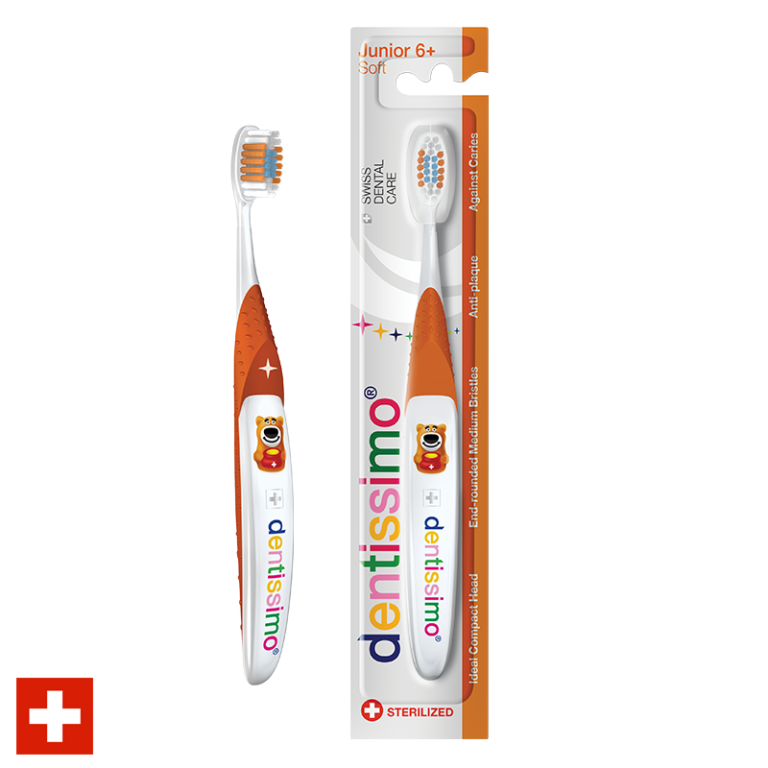 Junior 6+
Soft
SWISS
DENTAL
CARE
dentissimo®
dentissimo®
dentissimo®
Against Caries
Anti-plaque
End-rounded Medium Bristles
Ideal Compact Head
STERILIZED